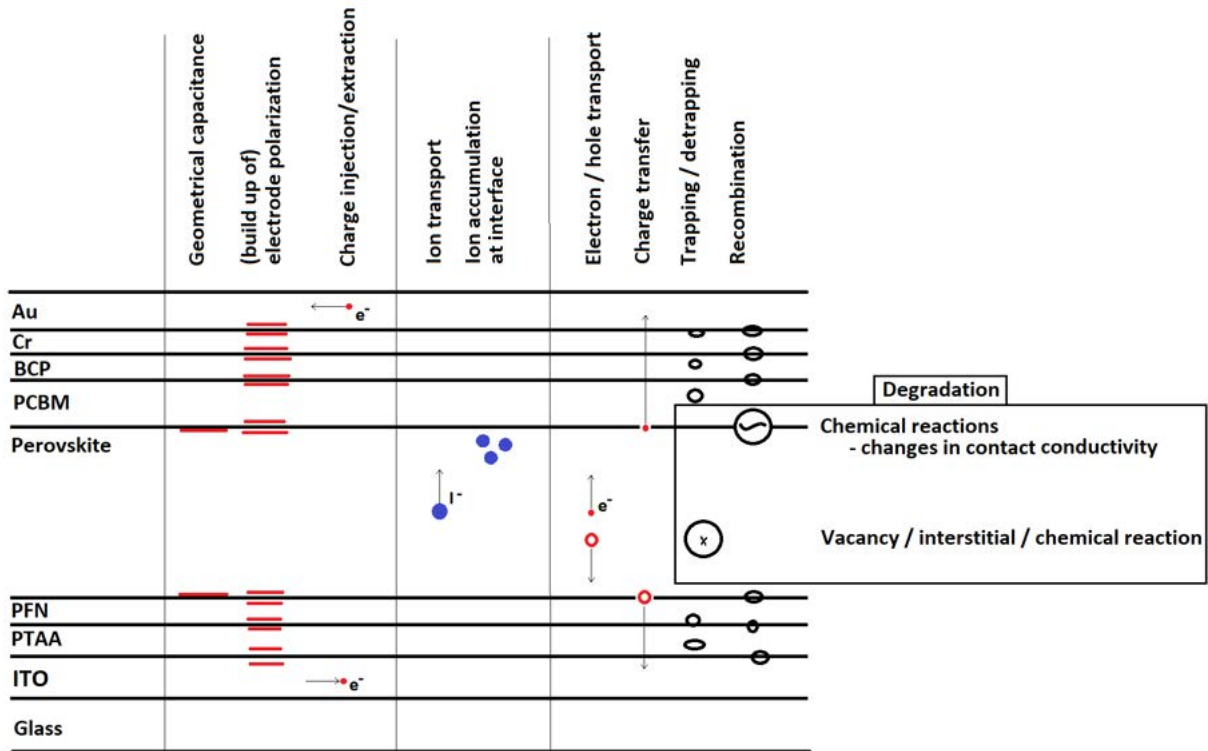 Geometrical capacitance
(build up of)
electrode polarization
Charge injection/extraction
Ion transport
Ion accumulation
at interface
Electron / hole transport
Charge transfer
Trapping / detrapping
Recombination
Au
e-
Cr
BCP
PCBM
Degradation
Perovskite
Chemical reactions
- changes in contact conductivity
I-
e-
x
Vacancy / interstitial / chemical reaction
PFN
PTAA
ITO
e-
Glass